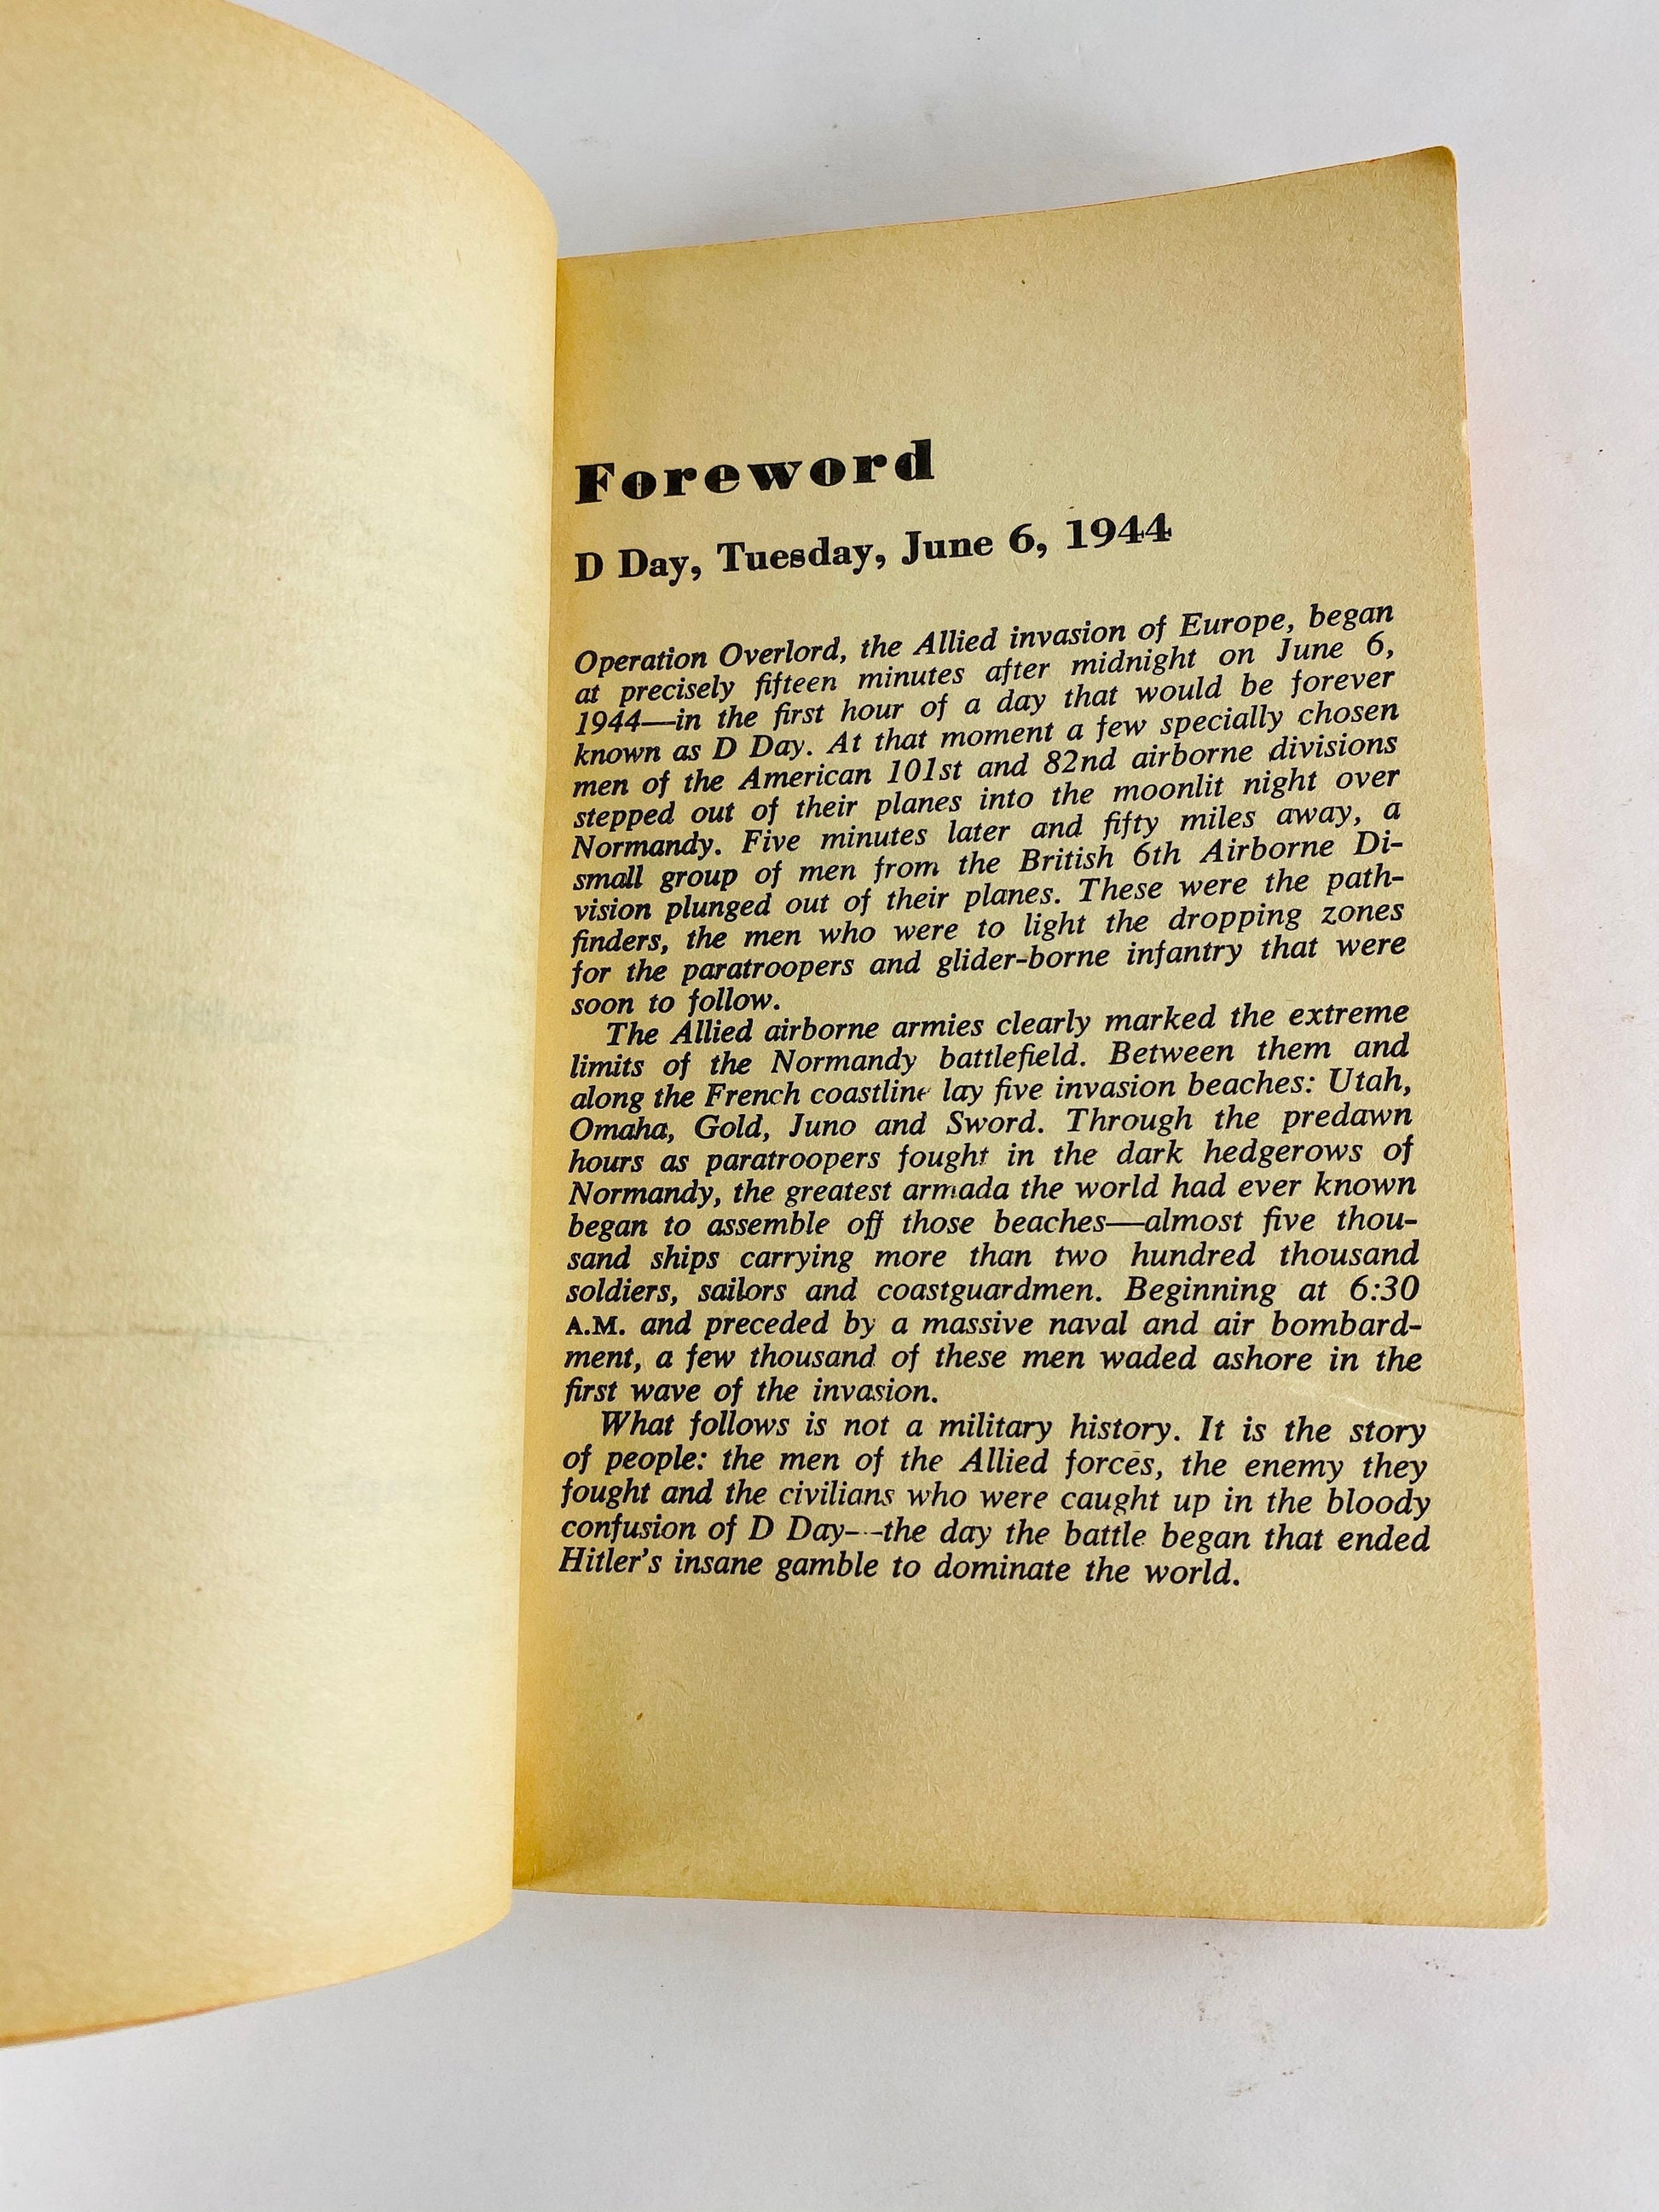 Foreword
D Day, Tuesday, June 6, 1944
Operation Overlord, the Allied invasion of Europe, began
at precisely fifteen minutes after midnight on June 6,
1944—in the first hour of a day that would be forever
known as D Day. At that moment a few specially chosen
men of the American 101st and 82nd airborne divisions
stepped out of their planes into the moonlit night over
Normandy. Five minutes later and fifty miles away, a
small group of men from the British 6th Airborne Di-
vision plunged out of their planes. These were the path-
finders, the men who were to light the dropping zones
for the paratroopers and glider-borne infantry that were
soon to follow.
The Allied airborne armies clearly marked the extreme
limits of the Normandy battlefield. Between them and
along the French coastline lay five invasion beaches: Utah,
Omaha, Gold, Juno and Sword. Through the predawn
hours as paratroopers fought in the dark hedgerows of
Normandy, the greatest armada the world had ever known
began to assemble off those beaches—almost five thou-
sand ships carrying more than two hundred thousand
soldiers, sailors and coastguardmen. Beginning at 6:30
A.M. and preceded by a massive naval and air bombard-
ment, a few thousand of these men waded ashore in the
first wave of the invasion.
What follows is not a military history. It is the story
of people: the men of the Allied forces, the enemy they
fought and the civilians who were caught up in the bloody
confusion of D Day—the day the battle began that ended
Hitler's insane gamble to dominate the world.